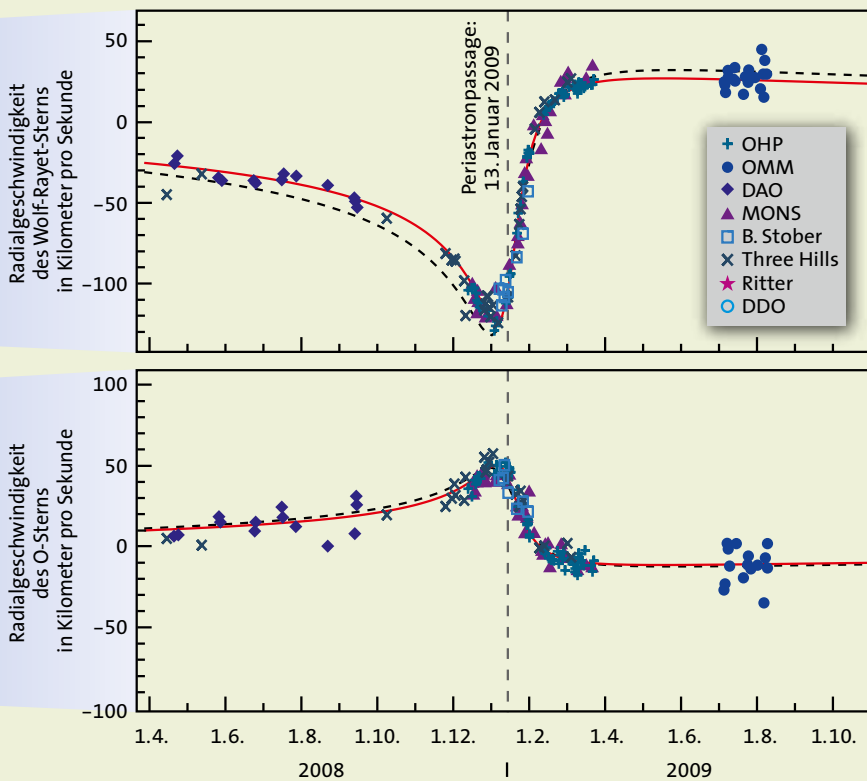 Radialgeschwindigkeit
des Wolf-Rayet-Sterns
in Kilometer pro Sekunde
50
0
−50
−100
Periastronpassage:
13. Januar 2009
OHP
OMM
DAO
MONS
B. Stober
Three Hills
Ritter
DDO
Radialgeschwindigkeit
des O-Sterns
in Kilometer pro Sekunde
100
50
0
−50
−100
1.4. 1.6. 1.8. 1.10. 1.12. 1.2. 1.4. 1.6. 1.8. 1.10.
2008 2009